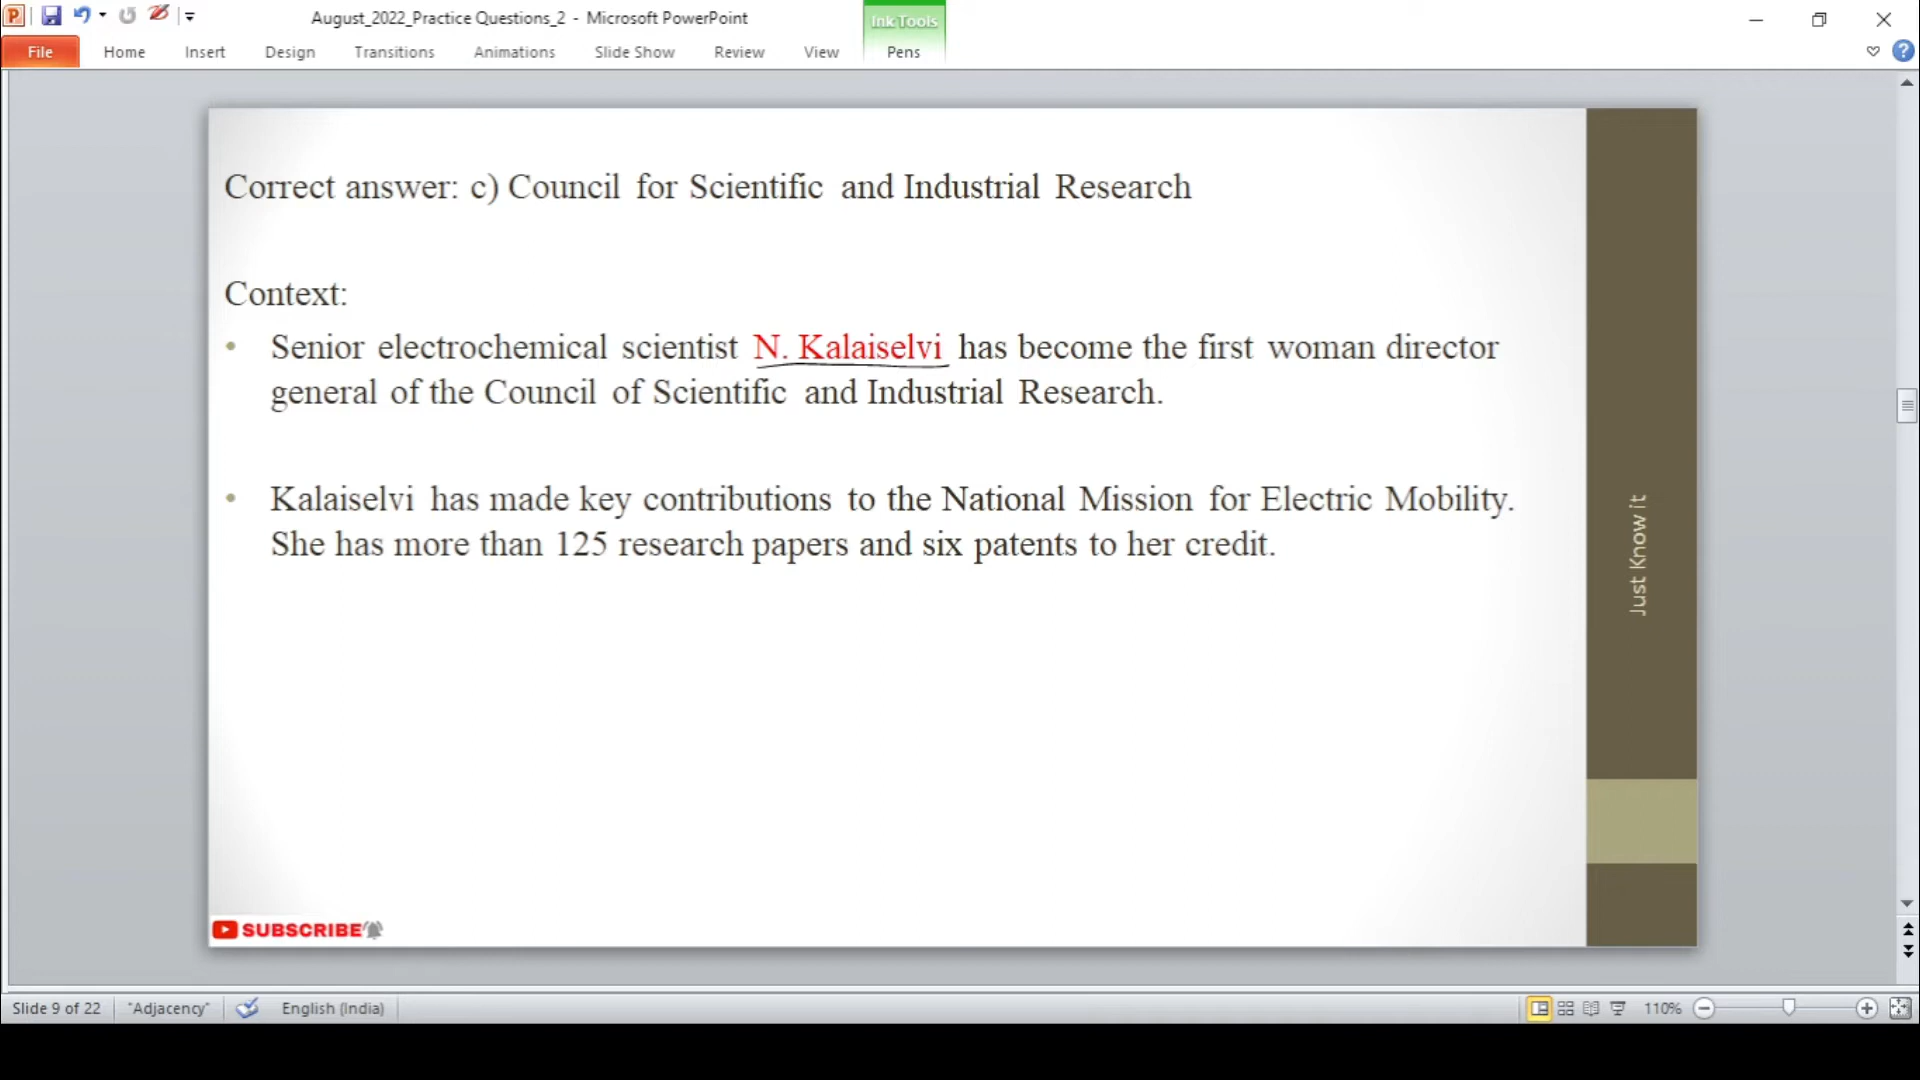 August_2022_Practice Questions_2 - Microsoft PowerPoint
Ink Tools
File Home Insert Design Transitions Animations Slide Show Review View Pens
Correct answer: c) Council for Scientific and Industrial Research
Context:
• Senior electrochemical scientist N. Kalaiselvi has become the first woman director
general of the Council of Scientific and Industrial Research.
• Kalaiselvi has made key contributions to the National Mission for Electric Mobility.
She has more than 125 research papers and six patents to her credit.
Just Know it
SUBSCRIBE
Slide 9 of 22 "Adjacency" English (India) 110%